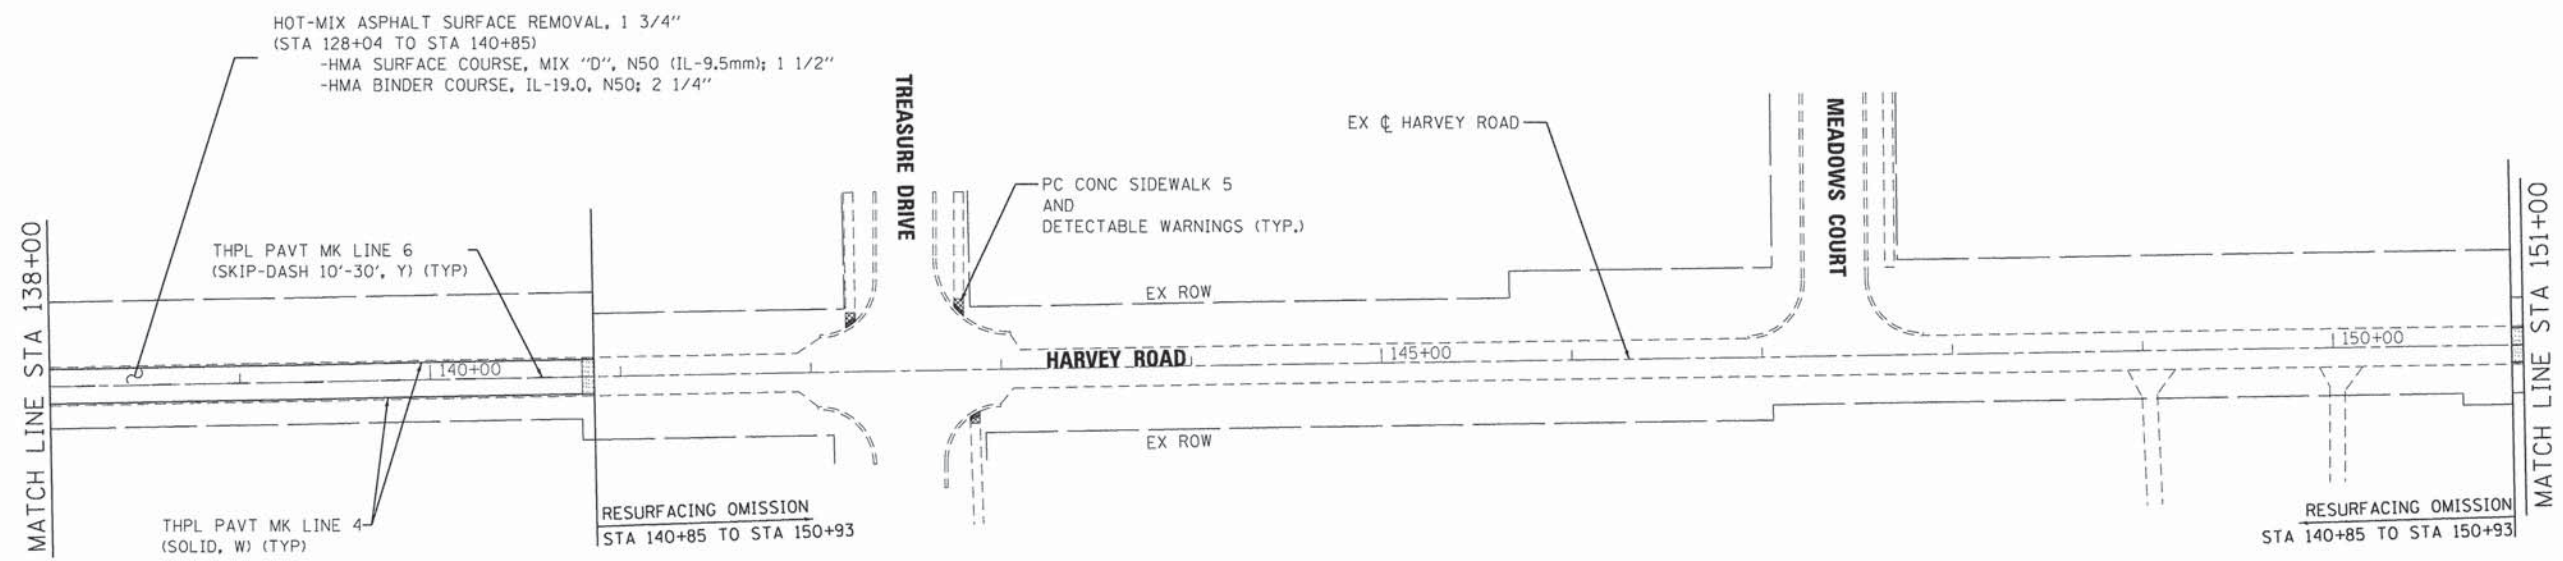 HOT-MIX ASPHALT SURFACE REMOVAL, 1 3/4"
(STA 128+04 TO STA 140+85)
-HMA SURFACE COURSE, MIX "D", N50 (IL-9.5mm); 1 1/2"
-HMA BINDER COURSE, IL-19.0, N50; 2 1/4"
TREASURE DRIVE
EX ℄ HARVEY ROAD
MEADOWS COURT
PC CONC SIDEWALK 5
AND
DETECTABLE WARNINGS (TYP.)
THPL PAVT MK LINE 6
(SKIP-DASH 10'-30', Y) (TYP)
MATCH LINE STA 138+00
MATCH LINE STA 151+00
EX ROW
140+00
HARVEY ROAD
145+00
150+00
EX ROW
THPL PAVT MK LINE 4
(SOLID, W) (TYP)
RESURFACING OMISSION
STA 140+85 TO STA 150+93
RESURFACING OMISSION
STA 140+85 TO STA 150+93